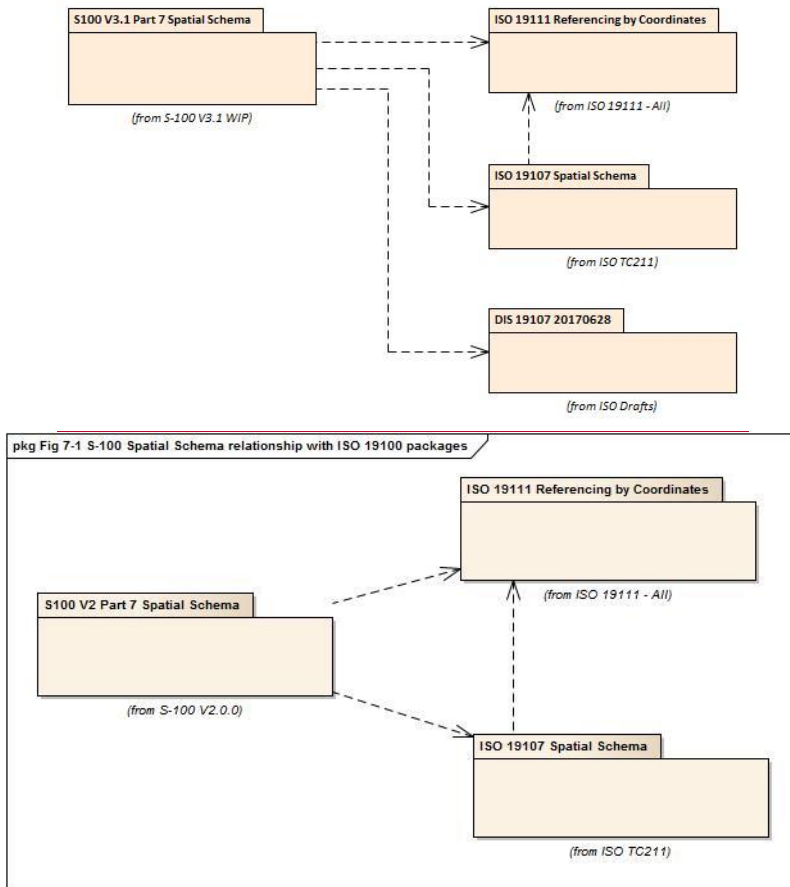 S100 V3.1 Part 7 Spatial Schema
(from S-100 V3.1 WIP)
ISO 19111 Referencing by Coordinates
(from ISO 19111 - All)
ISO 19107 Spatial Schema
(from ISO TC211)
DIS 19107 20170628
(from ISO Drafts)
pkg Fig 7-1 S-100 Spatial Schema relationship with ISO 19100 packages
ISO 19111 Referencing by Coordinates
(from ISO 19111 - All)
S100 V2 Part 7 Spatial Schema
(from S-100 V2.0.0)
ISO 19107 Spatial Schema
(from ISO TC211)